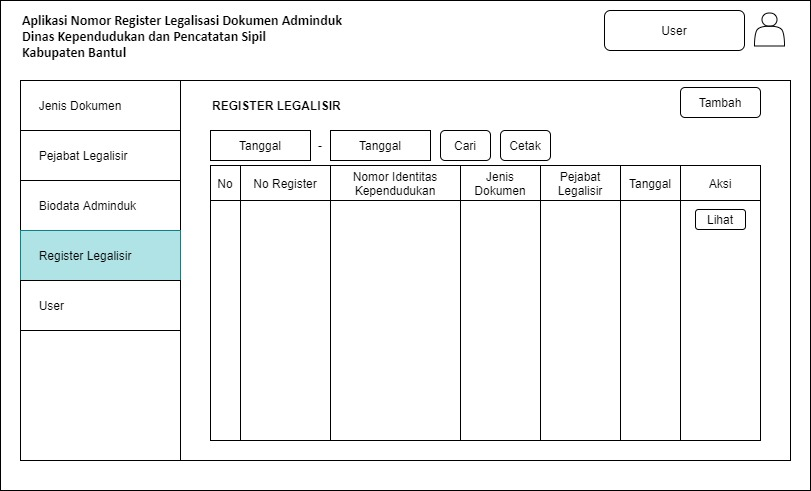 Aplikasi Nomor Register Legalisasi Dokumen Adminduk
Dinas Kependudukan dan Pencatatan Sipil
Kabupaten Bantul
User
Jenis Dokumen
Pejabat Legalisir
Biodata Adminduk
Register Legalisir
User
REGISTER LEGALISIR
Tambah
Tanggal - Tanggal Cari Cetak
No No Register Nomor Identitas Kependudukan Jenis Dokumen Pejabat Legalisir Tanggal Aksi
Lihat